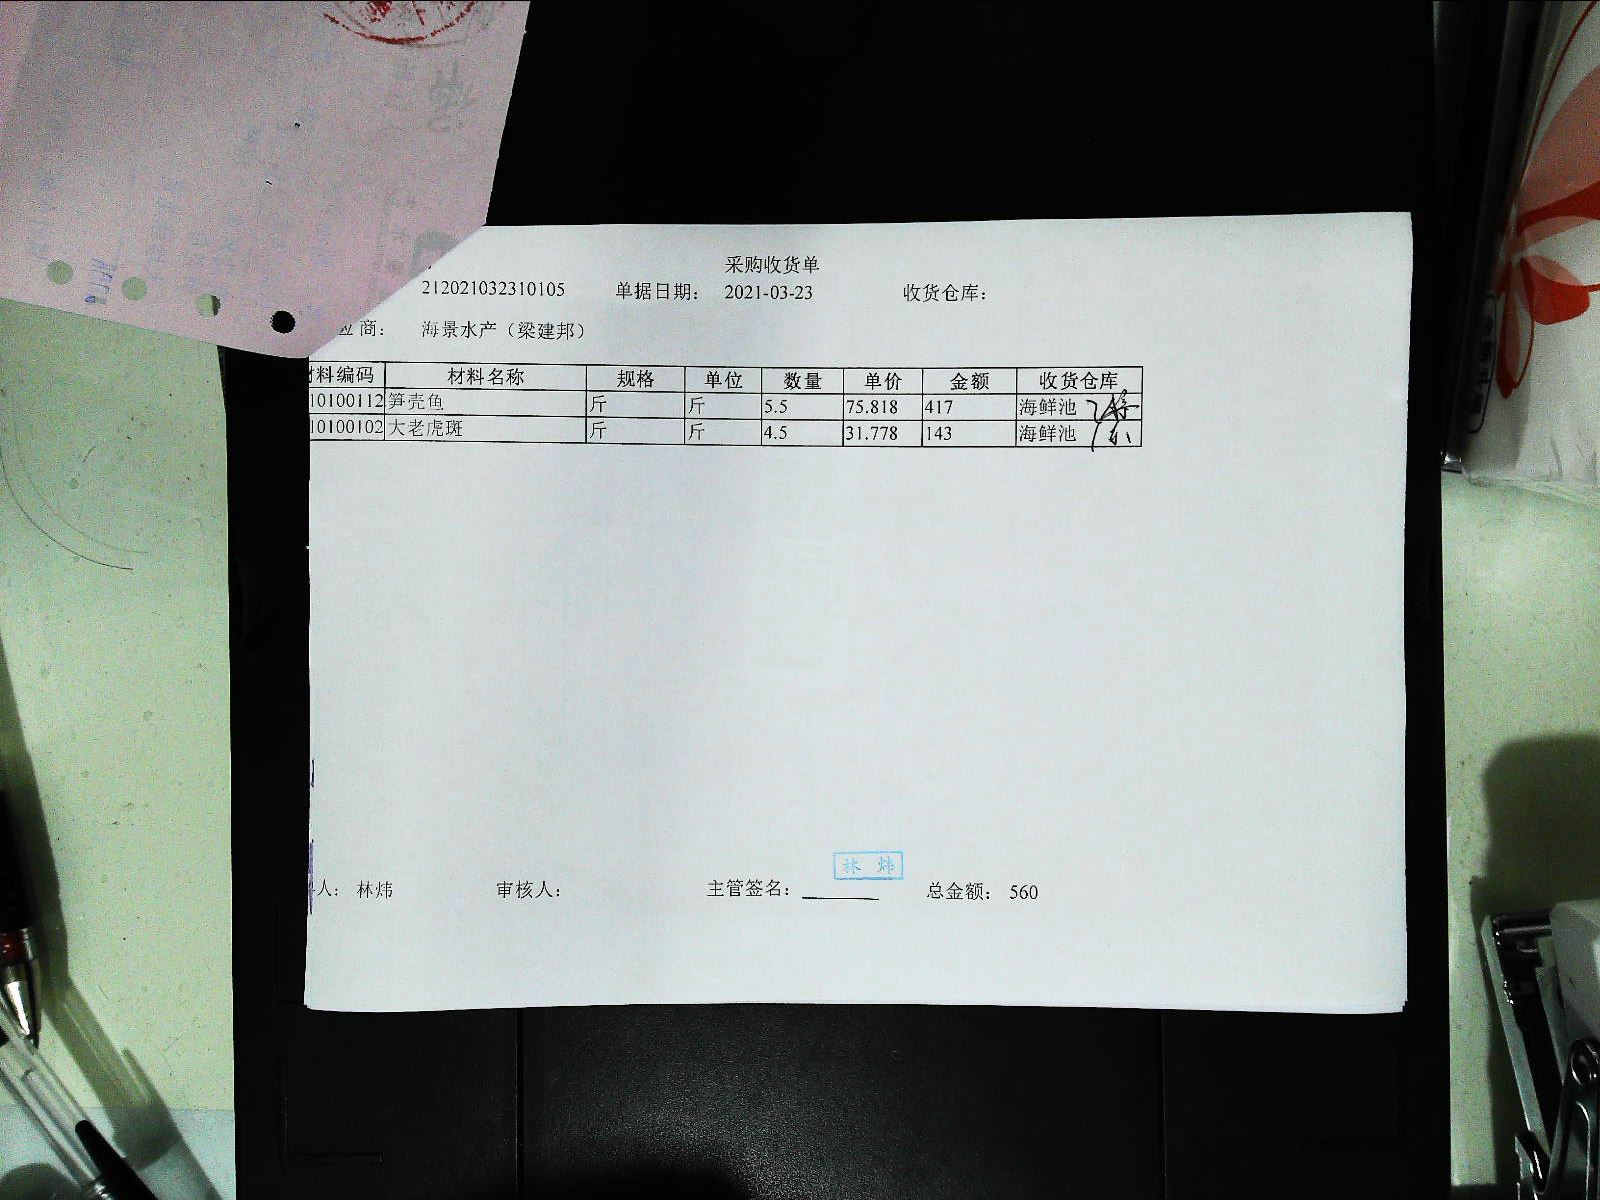 采购收货单
212021032310105 单据日期： 2021-03-23 收货仓库：
应商： 海景水产（梁建邦）
材料编码 材料名称 规格 单位 数量 单价 金额 收货仓库
10100112 笋壳鱼 斤 斤 5.5 75.818 417 海鲜池
10100102 大老虎斑 斤 斤 4.5 31.778 143 海鲜池
林 炜
人： 林炜 审核人： 主管签名： 总金额： 560